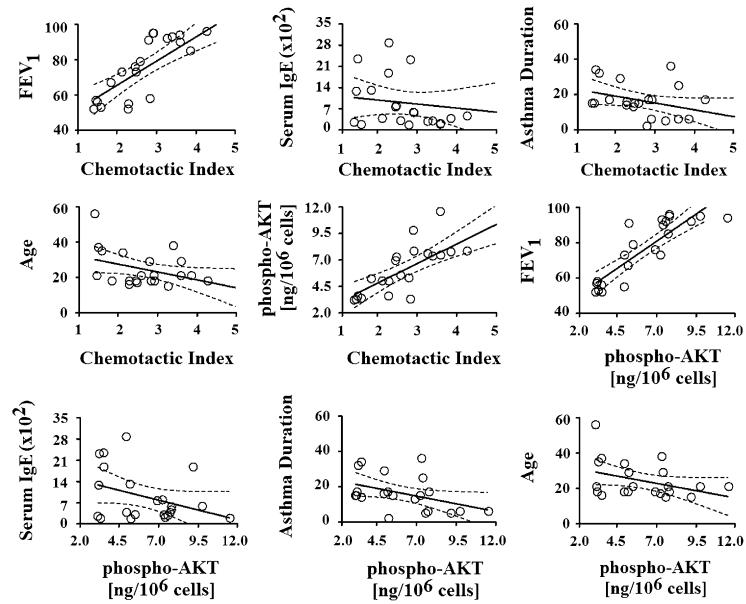 100
80
60
40
FEV1
1 2 3 4 5
Chemotactic Index
35
28
21
14
7
0
Serum IgE (x10²)
1 2 3 4 5
Chemotactic Index
60
40
20
0
Asthma Duration
1 2 3 4 5
Chemotactic Index
60
40
20
0
Age
1 2 3 4 5
Chemotactic Index
12.0
9.5
7.0
4.5
2.0
phospho-AKT
[ng/10⁶ cells]
1 2 3 4 5
Chemotactic Index
100
80
60
40
FEV1
2.0 4.5 7.0 9.5 12.0
phospho-AKT
[ng/10⁶ cells]
35
28
21
14
7
0
Serum IgE (x10²)
2.0 4.5 7.0 9.5 12.0
phospho-AKT
[ng/10⁶ cells]
60
40
20
0
Asthma Duration
2.0 4.5 7.0 9.5 12.0
phospho-AKT
[ng/10⁶ cells]
60
40
20
0
Age
2.0 4.5 7.0 9.5 12.0
phospho-AKT
[ng/10⁶ cells]